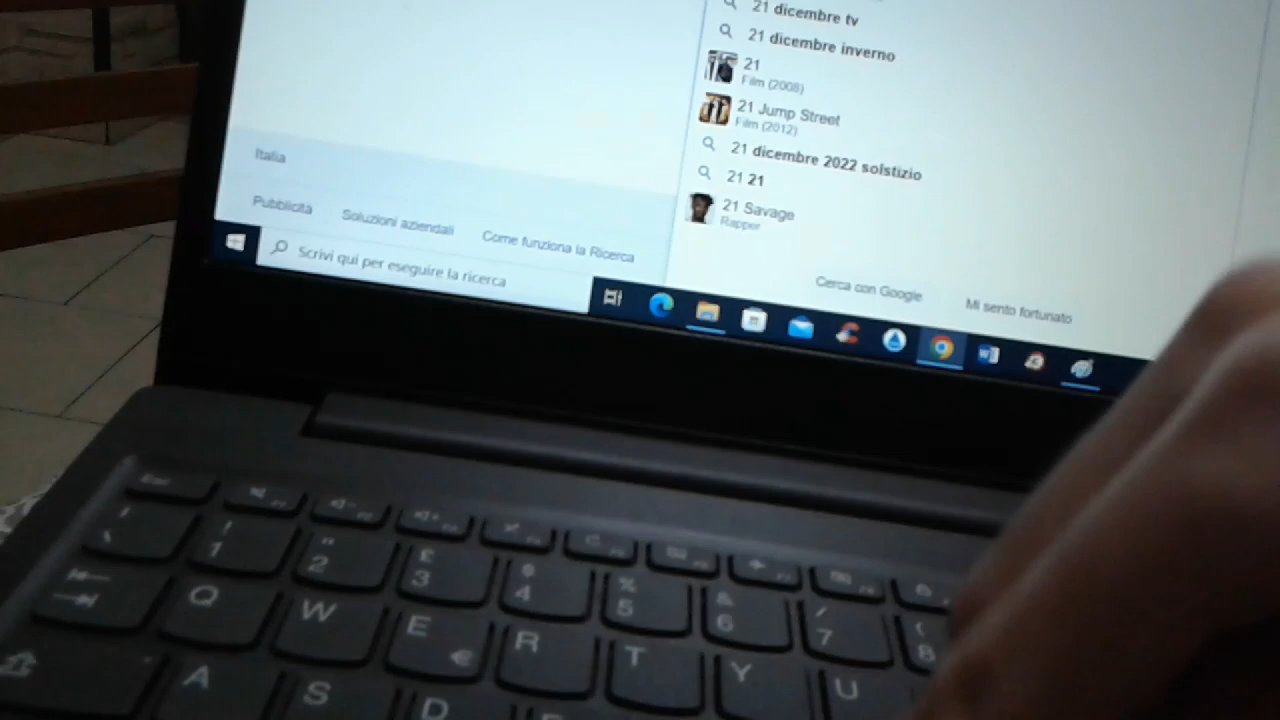 21 dicembre tv
21 dicembre inverno
21
Film (2008)
21 Jump Street
Film (2012)
21 dicembre 2022 solstizio
21 21
21 Savage
Rapper
Cerca con Google
Mi sento fortunato
Italia
Pubblicità
Soluzioni aziendali
Come funziona la Ricerca
Scrivi qui per eseguire la ricerca
Esc
! " £ $ % & / (
1 2 3 4 5 6 7 8
Q W E € R T Y U
A S D